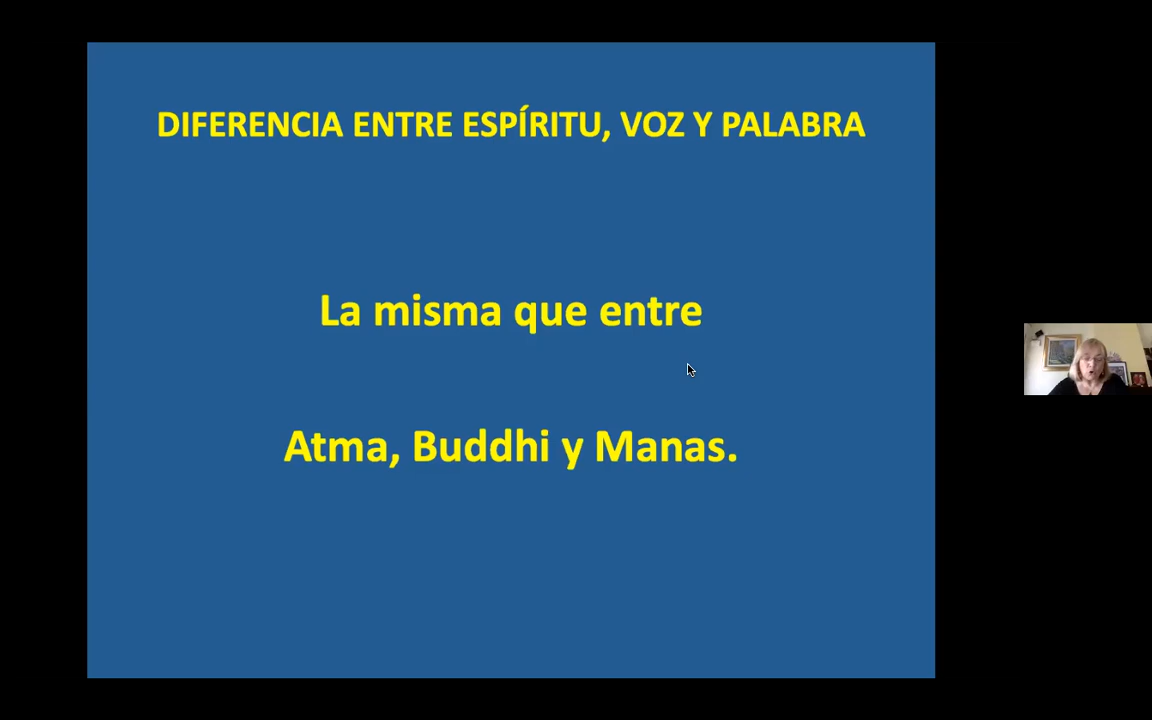 DIFERENCIA ENTRE ESPÍRITU, VOZ Y PALABRA
La misma que entre
Atma, Buddhi y Manas.